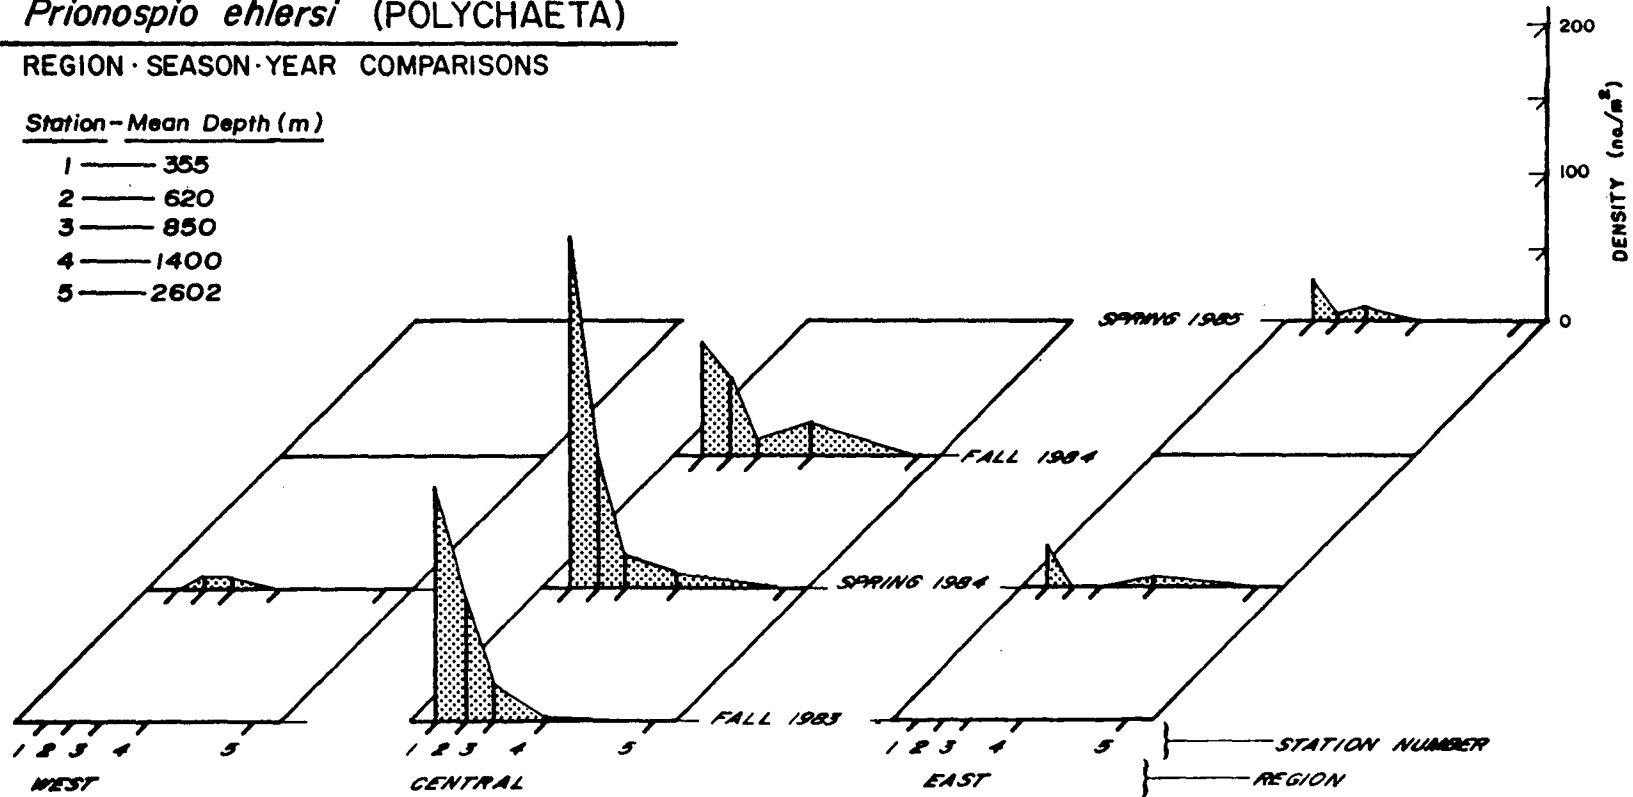 Prionospio ehlersi (POLYCHAETA)
REGION · SEASON · YEAR COMPARISONS
Station - Mean Depth (m)
1 — 355
2 — 620
3 — 850
4 — 1400
5 — 2602
200
100
0
DENSITY (no./m²)
SPRING 1985
FALL 1984
SPRING 1984
FALL 1983
1 2 3 4 5
1 2 3 4 5
1 2 3 4 5
STATION NUMBER
WEST
CENTRAL
EAST
REGION